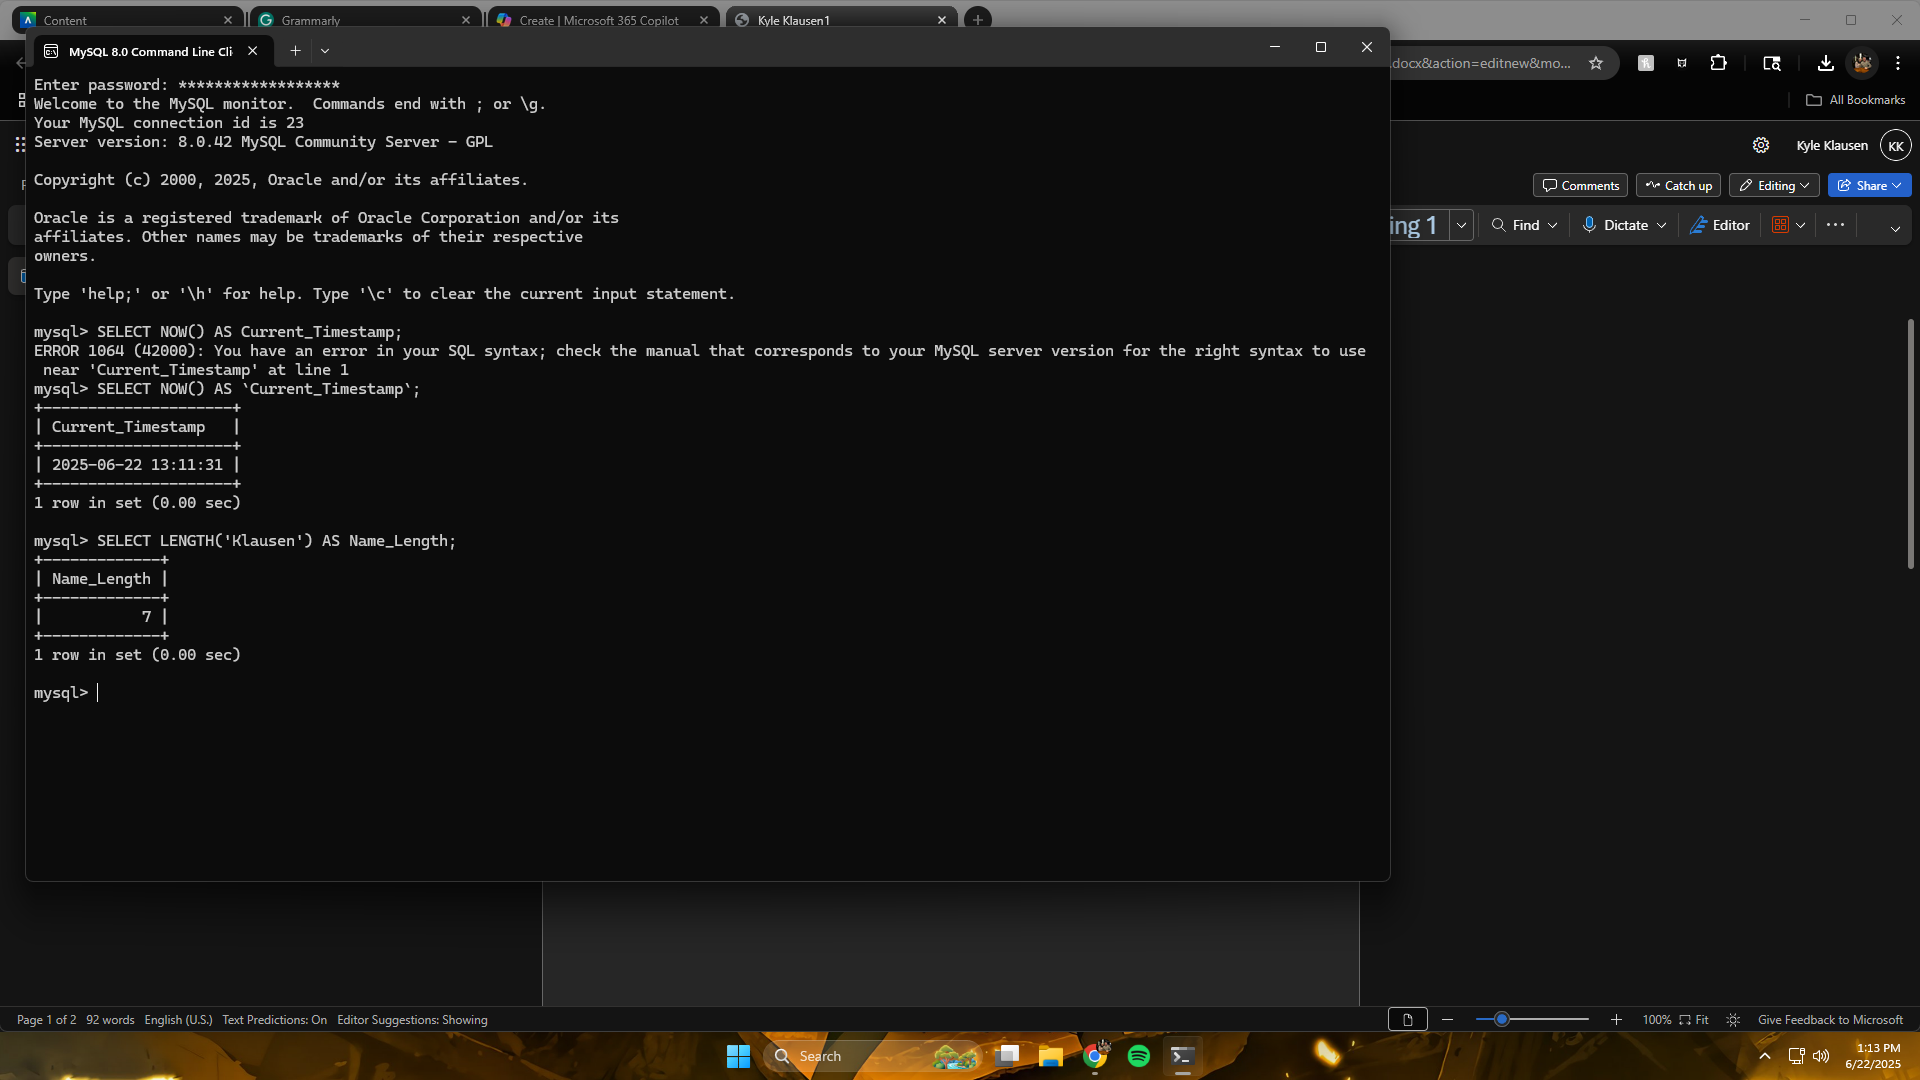 Content
Grammarly
Create | Microsoft 365 Copilot
Kyle Klausen1
MySQL 8.0 Command Line Cli
.docx&action=editnew&mo...
All Bookmarks
Kyle Klausen
KK
Comments
Catch up
Editing
Share
ing 1
Find
Dictate
Editor
Enter password: ******************
Welcome to the MySQL monitor.  Commands end with ; or \g.
Your MySQL connection id is 23
Server version: 8.0.42 MySQL Community Server - GPL
Copyright (c) 2000, 2025, Oracle and/or its affiliates.
Oracle is a registered trademark of Oracle Corporation and/or its
affiliates. Other names may be trademarks of their respective
owners.
Type 'help;' or '\h' for help. Type '\c' to clear the current input statement.
mysql> SELECT NOW() AS Current_Timestamp;
ERROR 1064 (42000): You have an error in your SQL syntax; check the manual that corresponds to your MySQL server version for the right syntax to use
 near 'Current_Timestamp' at line 1
mysql> SELECT NOW() AS `Current_Timestamp`;
+---------------------+
| Current_Timestamp   |
+---------------------+
| 2025-06-22 13:11:31 |
+---------------------+
1 row in set (0.00 sec)
mysql> SELECT LENGTH('Klausen') AS Name_Length;
+-------------+
| Name_Length |
+-------------+
|           7 |
+-------------+
1 row in set (0.00 sec)
mysql>
Page 1 of 2
92 words
English (U.S.)
Text Predictions: On
Editor Suggestions: Showing
100%
Fit
Give Feedback to Microsoft
Search
1:13 PM
6/22/2025